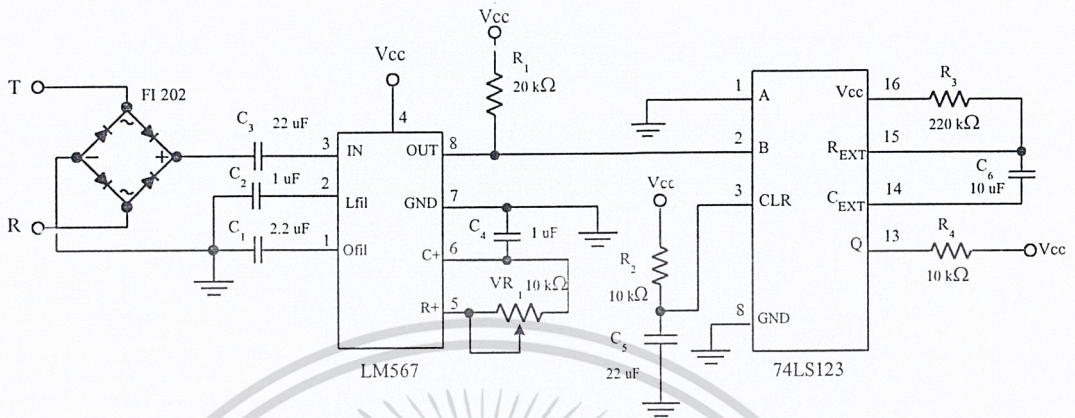 T
R
FI 202
~
−
+
~
C3 22 uF
C2 1 uF
C1 2.2 uF
Vcc
4
3 IN
2 Lfil
1 Ofil
OUT 8
GND 7
C+ 6
R+ 5
LM567
Vcc
R1
20 kΩ
C4 1 uF
VR1 10 kΩ
Vcc
R2
10 kΩ
C5
22 uF
1 A
2 B
3 CLR
8 GND
Vcc 16
REXT 15
CEXT 14
Q 13
74LS123
R3
220 kΩ
C6
10 uF
R4
10 kΩ
Vcc